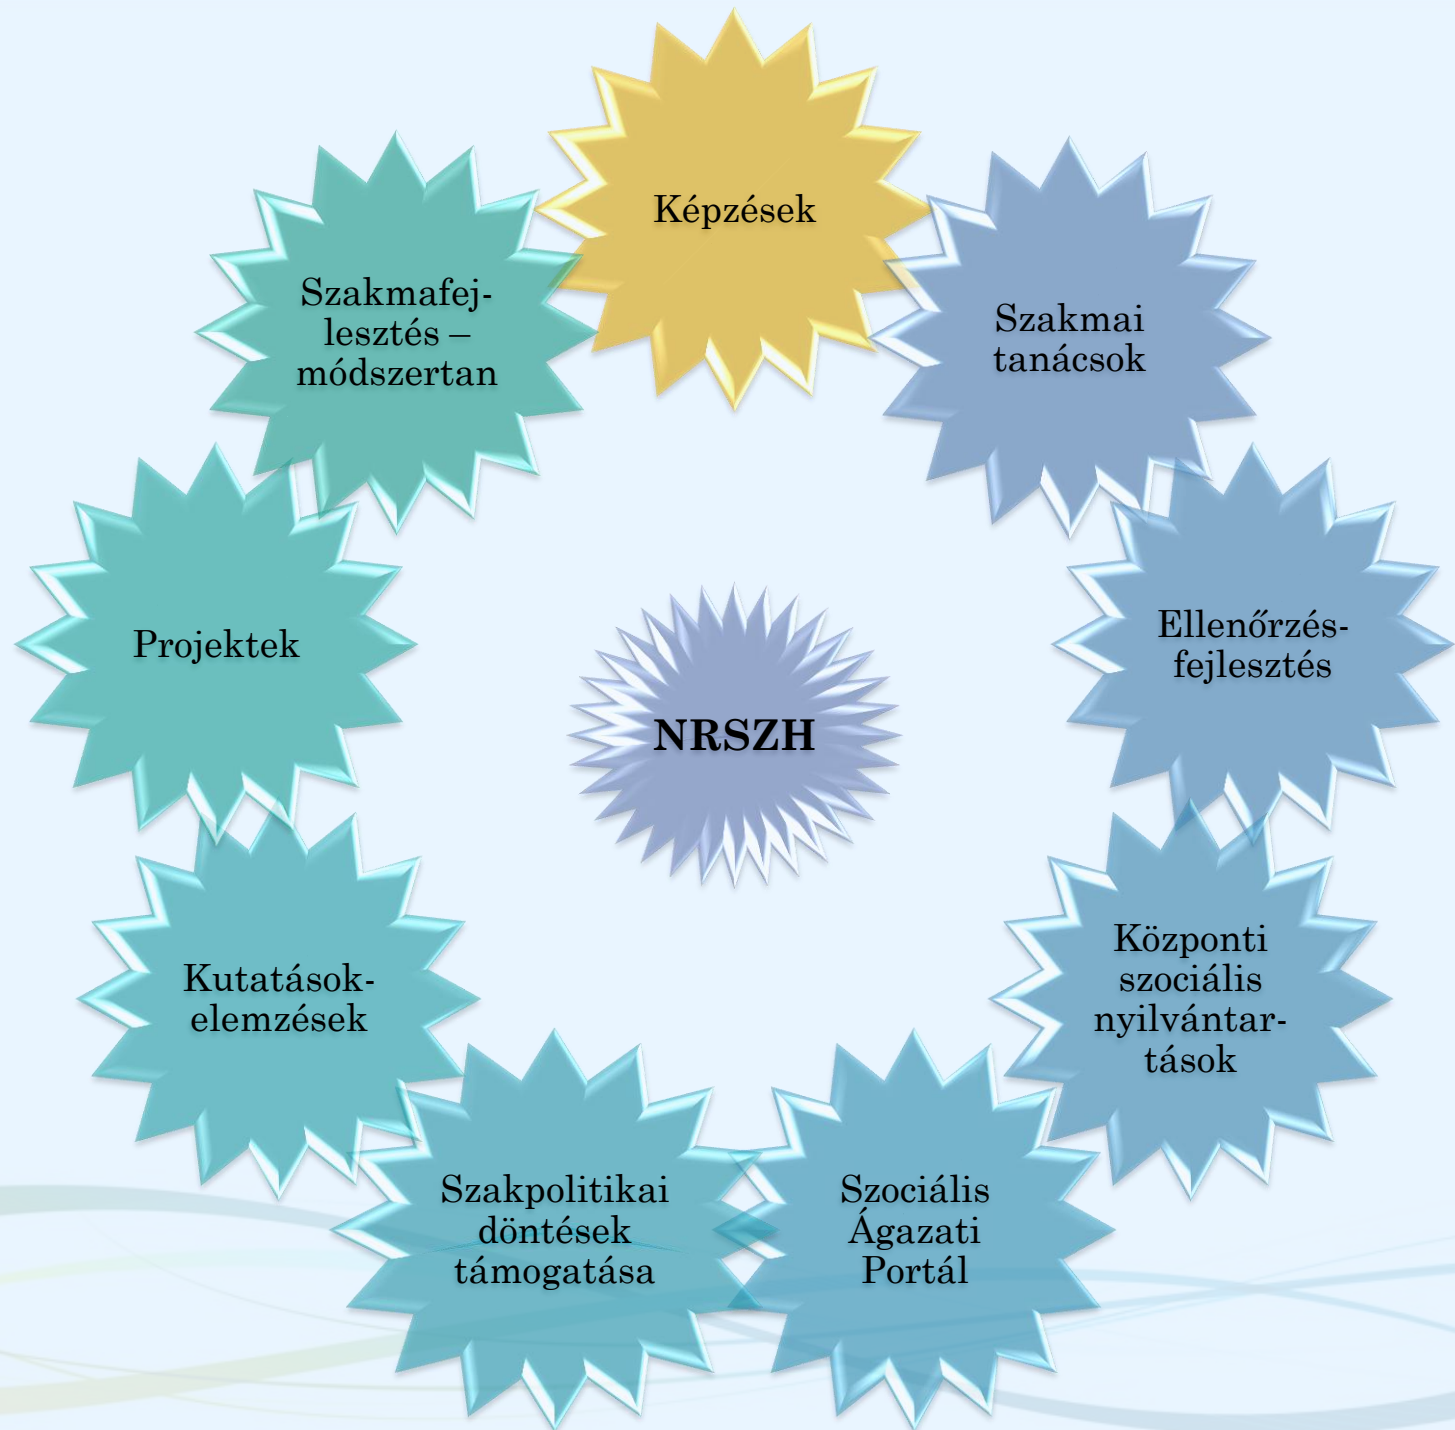 Képzések
Szakmai
tanácsok
Ellenőrzés-
fejlesztés
Központi
szociális
nyilvántar-
tások
Szociális
Ágazati
Portál
Szakpolitikai
döntések
támogatása
Kutatások-
elemzések
Projektek
Szakmafej-
lesztés –
módszertan
NRSZH